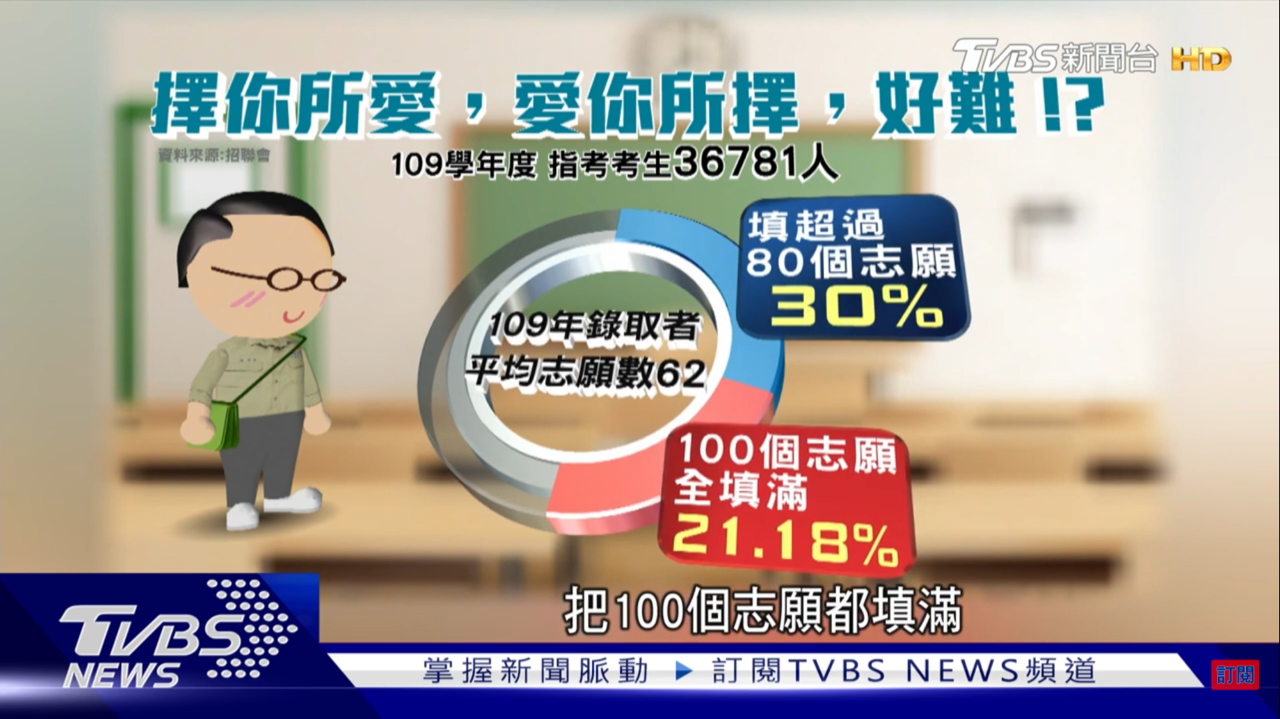 TVBS新聞台 HD
擇你所愛，愛你所擇，好難!?
資料來源:招聯會
109學年度 指考考生36781人
填超過
80個志願
30%
109年錄取者
平均志願數62
100個志願
全填滿
21.18%
把100個志願都填滿
TVBS
NEWS
掌握新聞脈動 ▶ 訂閱TVBS NEWS頻道
訂閱